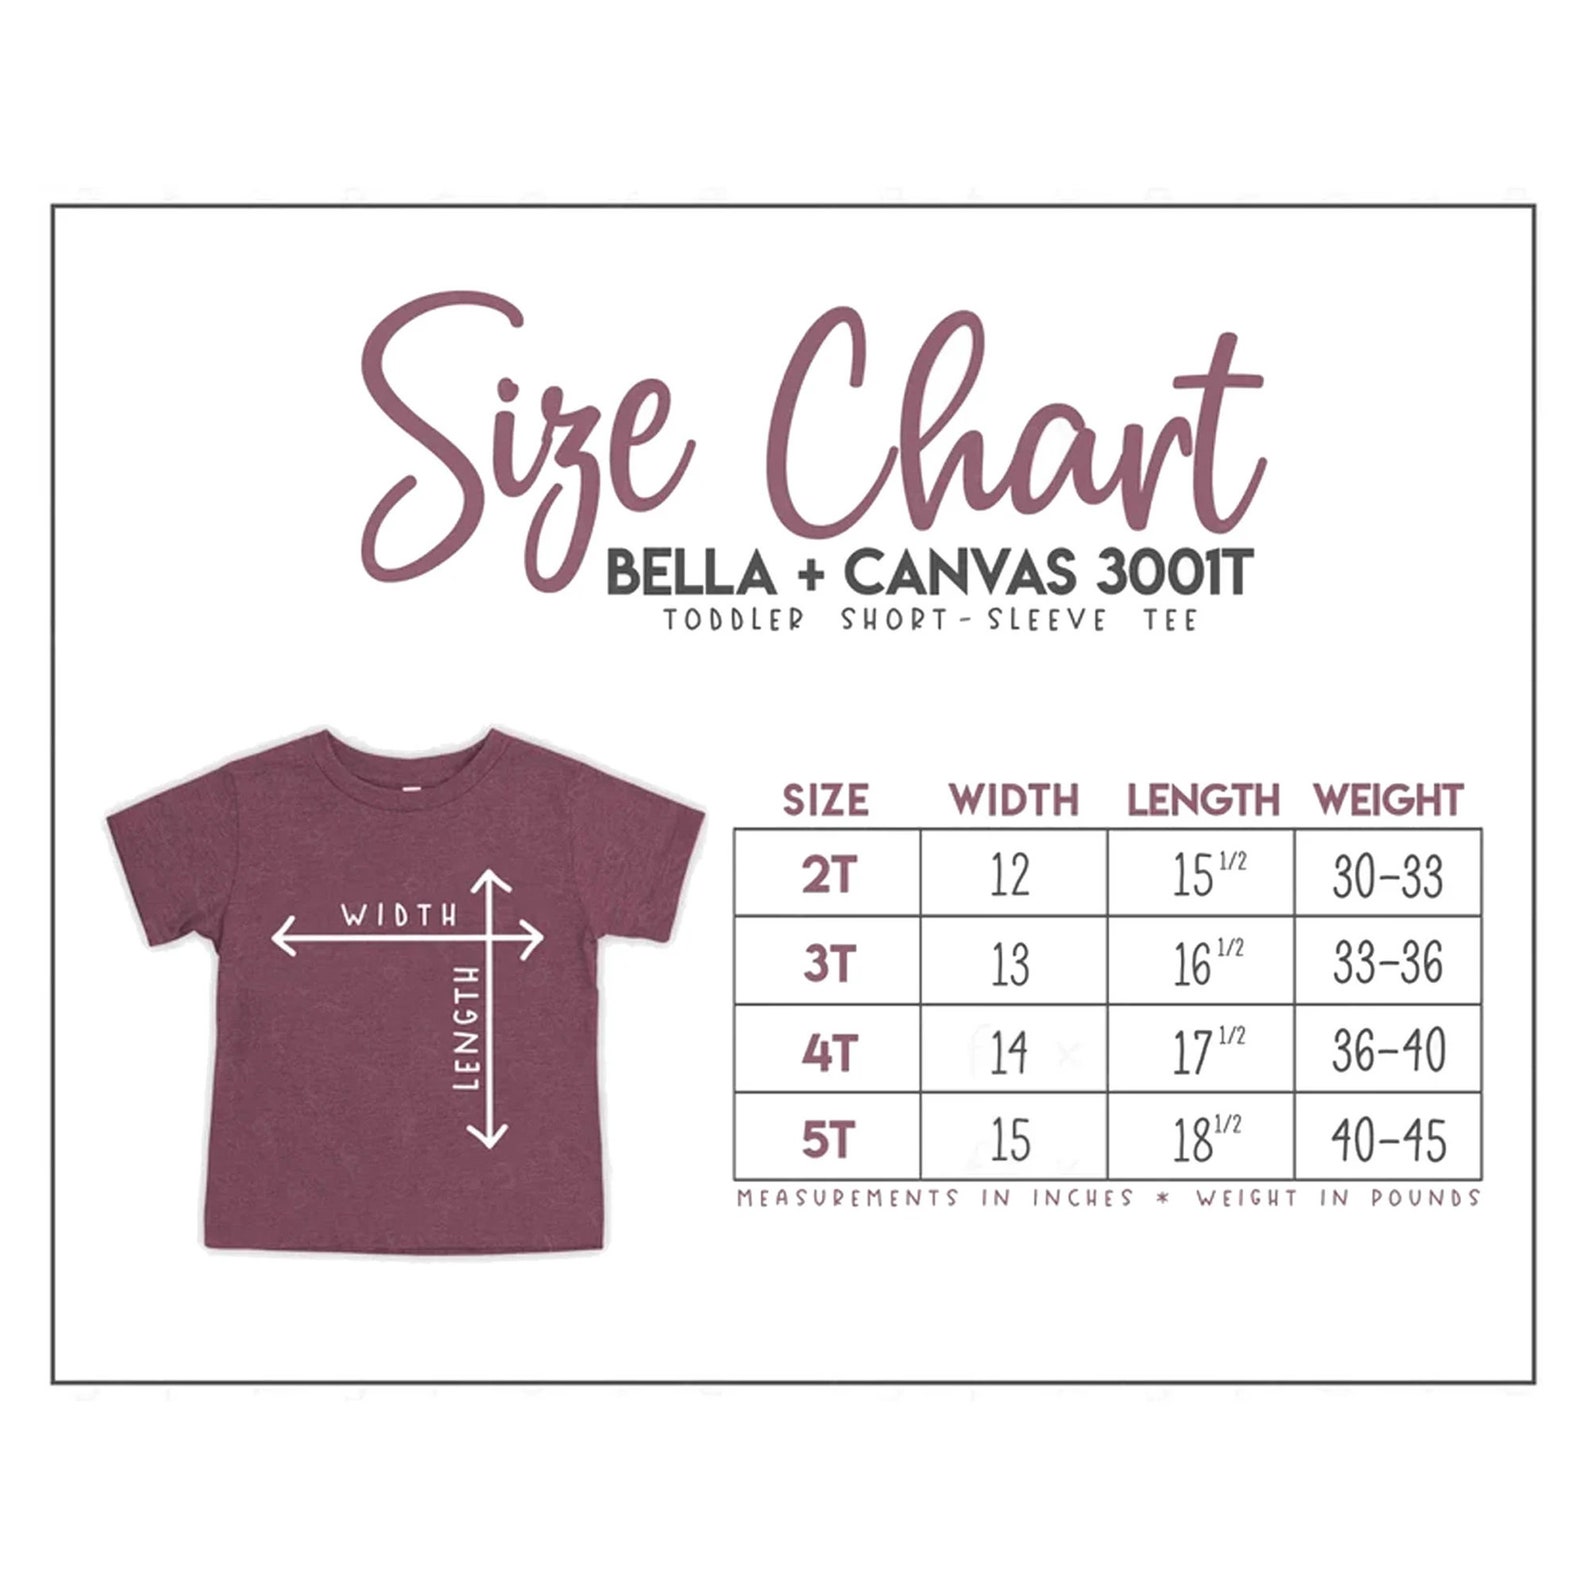 Size Chart
BELLA + CANVAS 3001T
TODDLER SHORT-SLEEVE TEE
WIDTH
LENGTH
SIZE WIDTH LENGTH WEIGHT
2T 12 15 1/2 30-33
3T 13 16 1/2 33-36
4T 14 17 1/2 36-40
5T 15 18 1/2 40-45
MEASUREMENTS IN INCHES * WEIGHT IN POUNDS